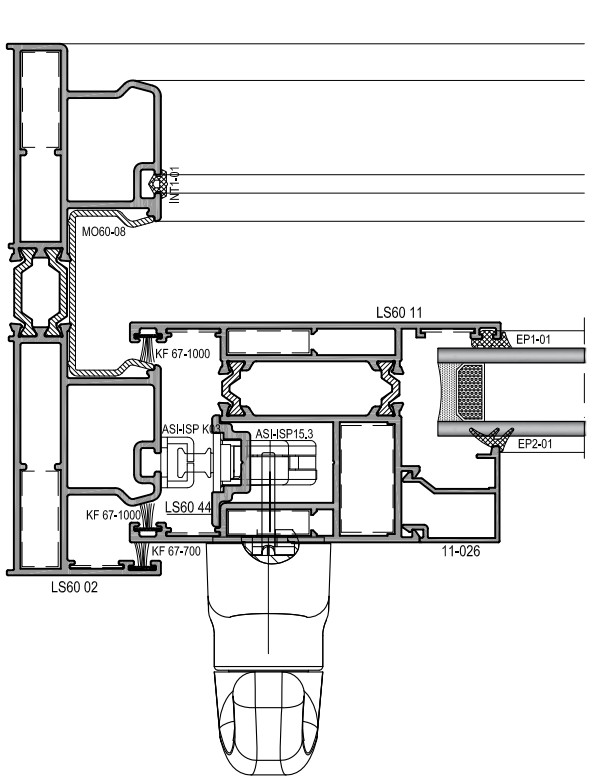 INT1-01
MO60-08
LS60 11
EP1-01
KF 67-1000
ASI-ISP K03
ASI-ISP15.3
EP2-01
LS60 44
KF 67-1000
KF 67-700
11-026
LS60 02